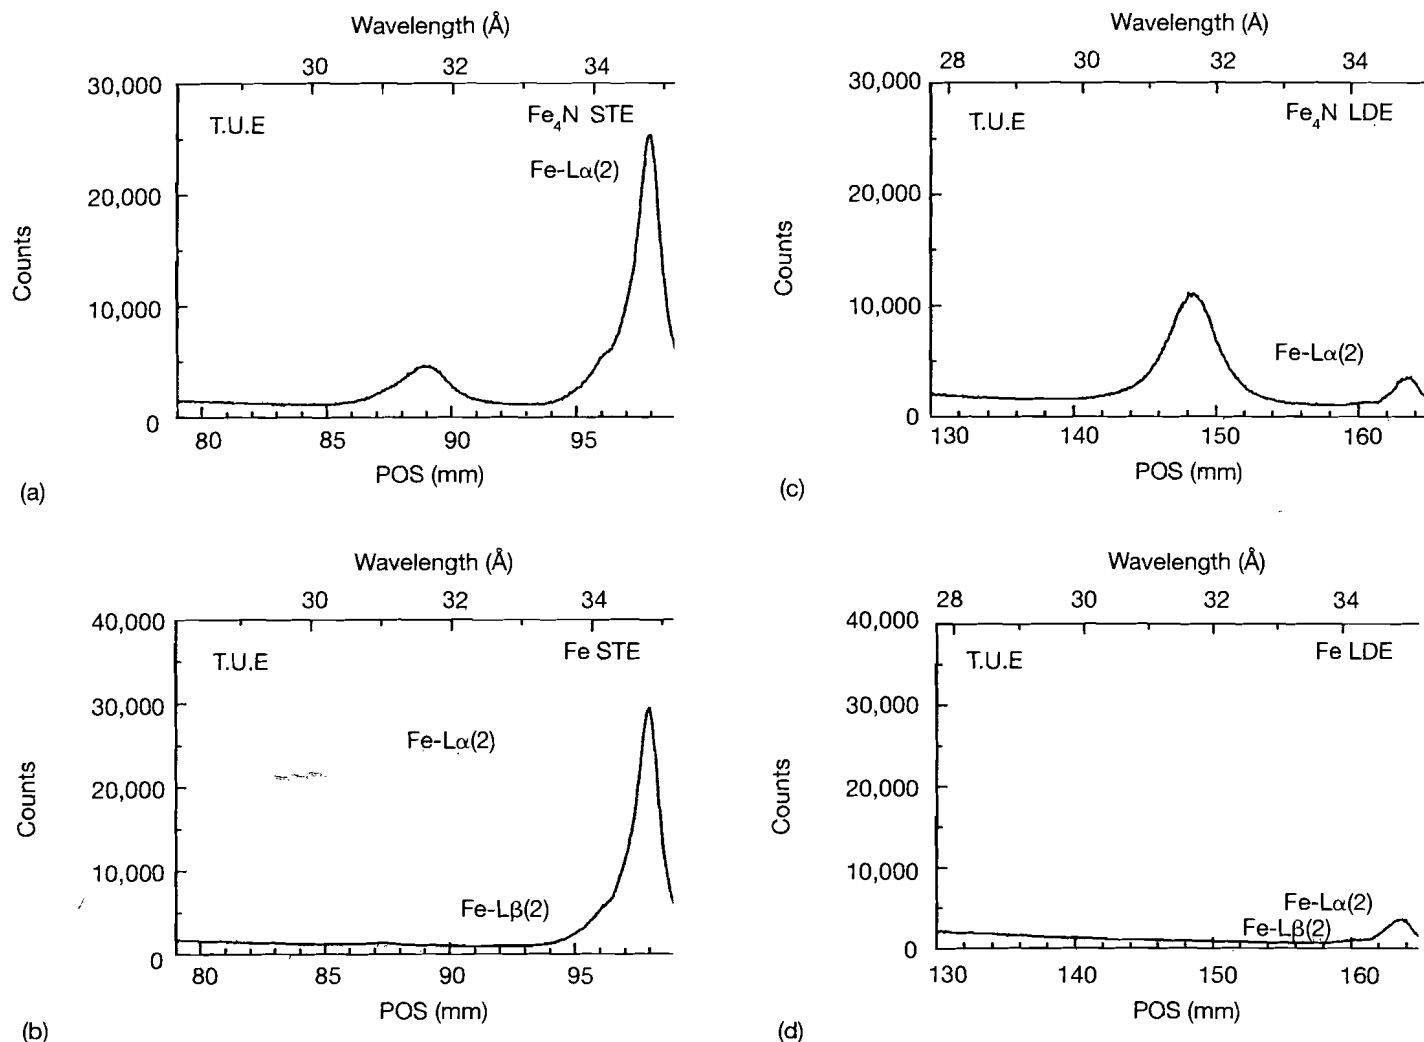 Wavelength (Å)
30 32 34
30,000
20,000
10,000
0
Counts
T.U.E
Fe₄N STE
Fe-Lα(2)
80 85 90 95
POS (mm)
(a)
Wavelength (Å)
28 30 32 34
30,000
20,000
10,000
0
Counts
T.U.E
Fe₄N LDE
Fe-Lα(2)
130 140 150 160
POS (mm)
(c)
Wavelength (Å)
30 32 34
40,000
30,000
20,000
10,000
0
Counts
T.U.E
Fe STE
Fe-Lα(2)
Fe-Lβ(2)
80 85 90 95
POS (mm)
(b)
Wavelength (Å)
28 30 32 34
40,000
30,000
20,000
10,000
0
Counts
T.U.E
Fe LDE
Fe-Lα(2)
Fe-Lβ(2)
130 140 150 160
POS (mm)
(d)